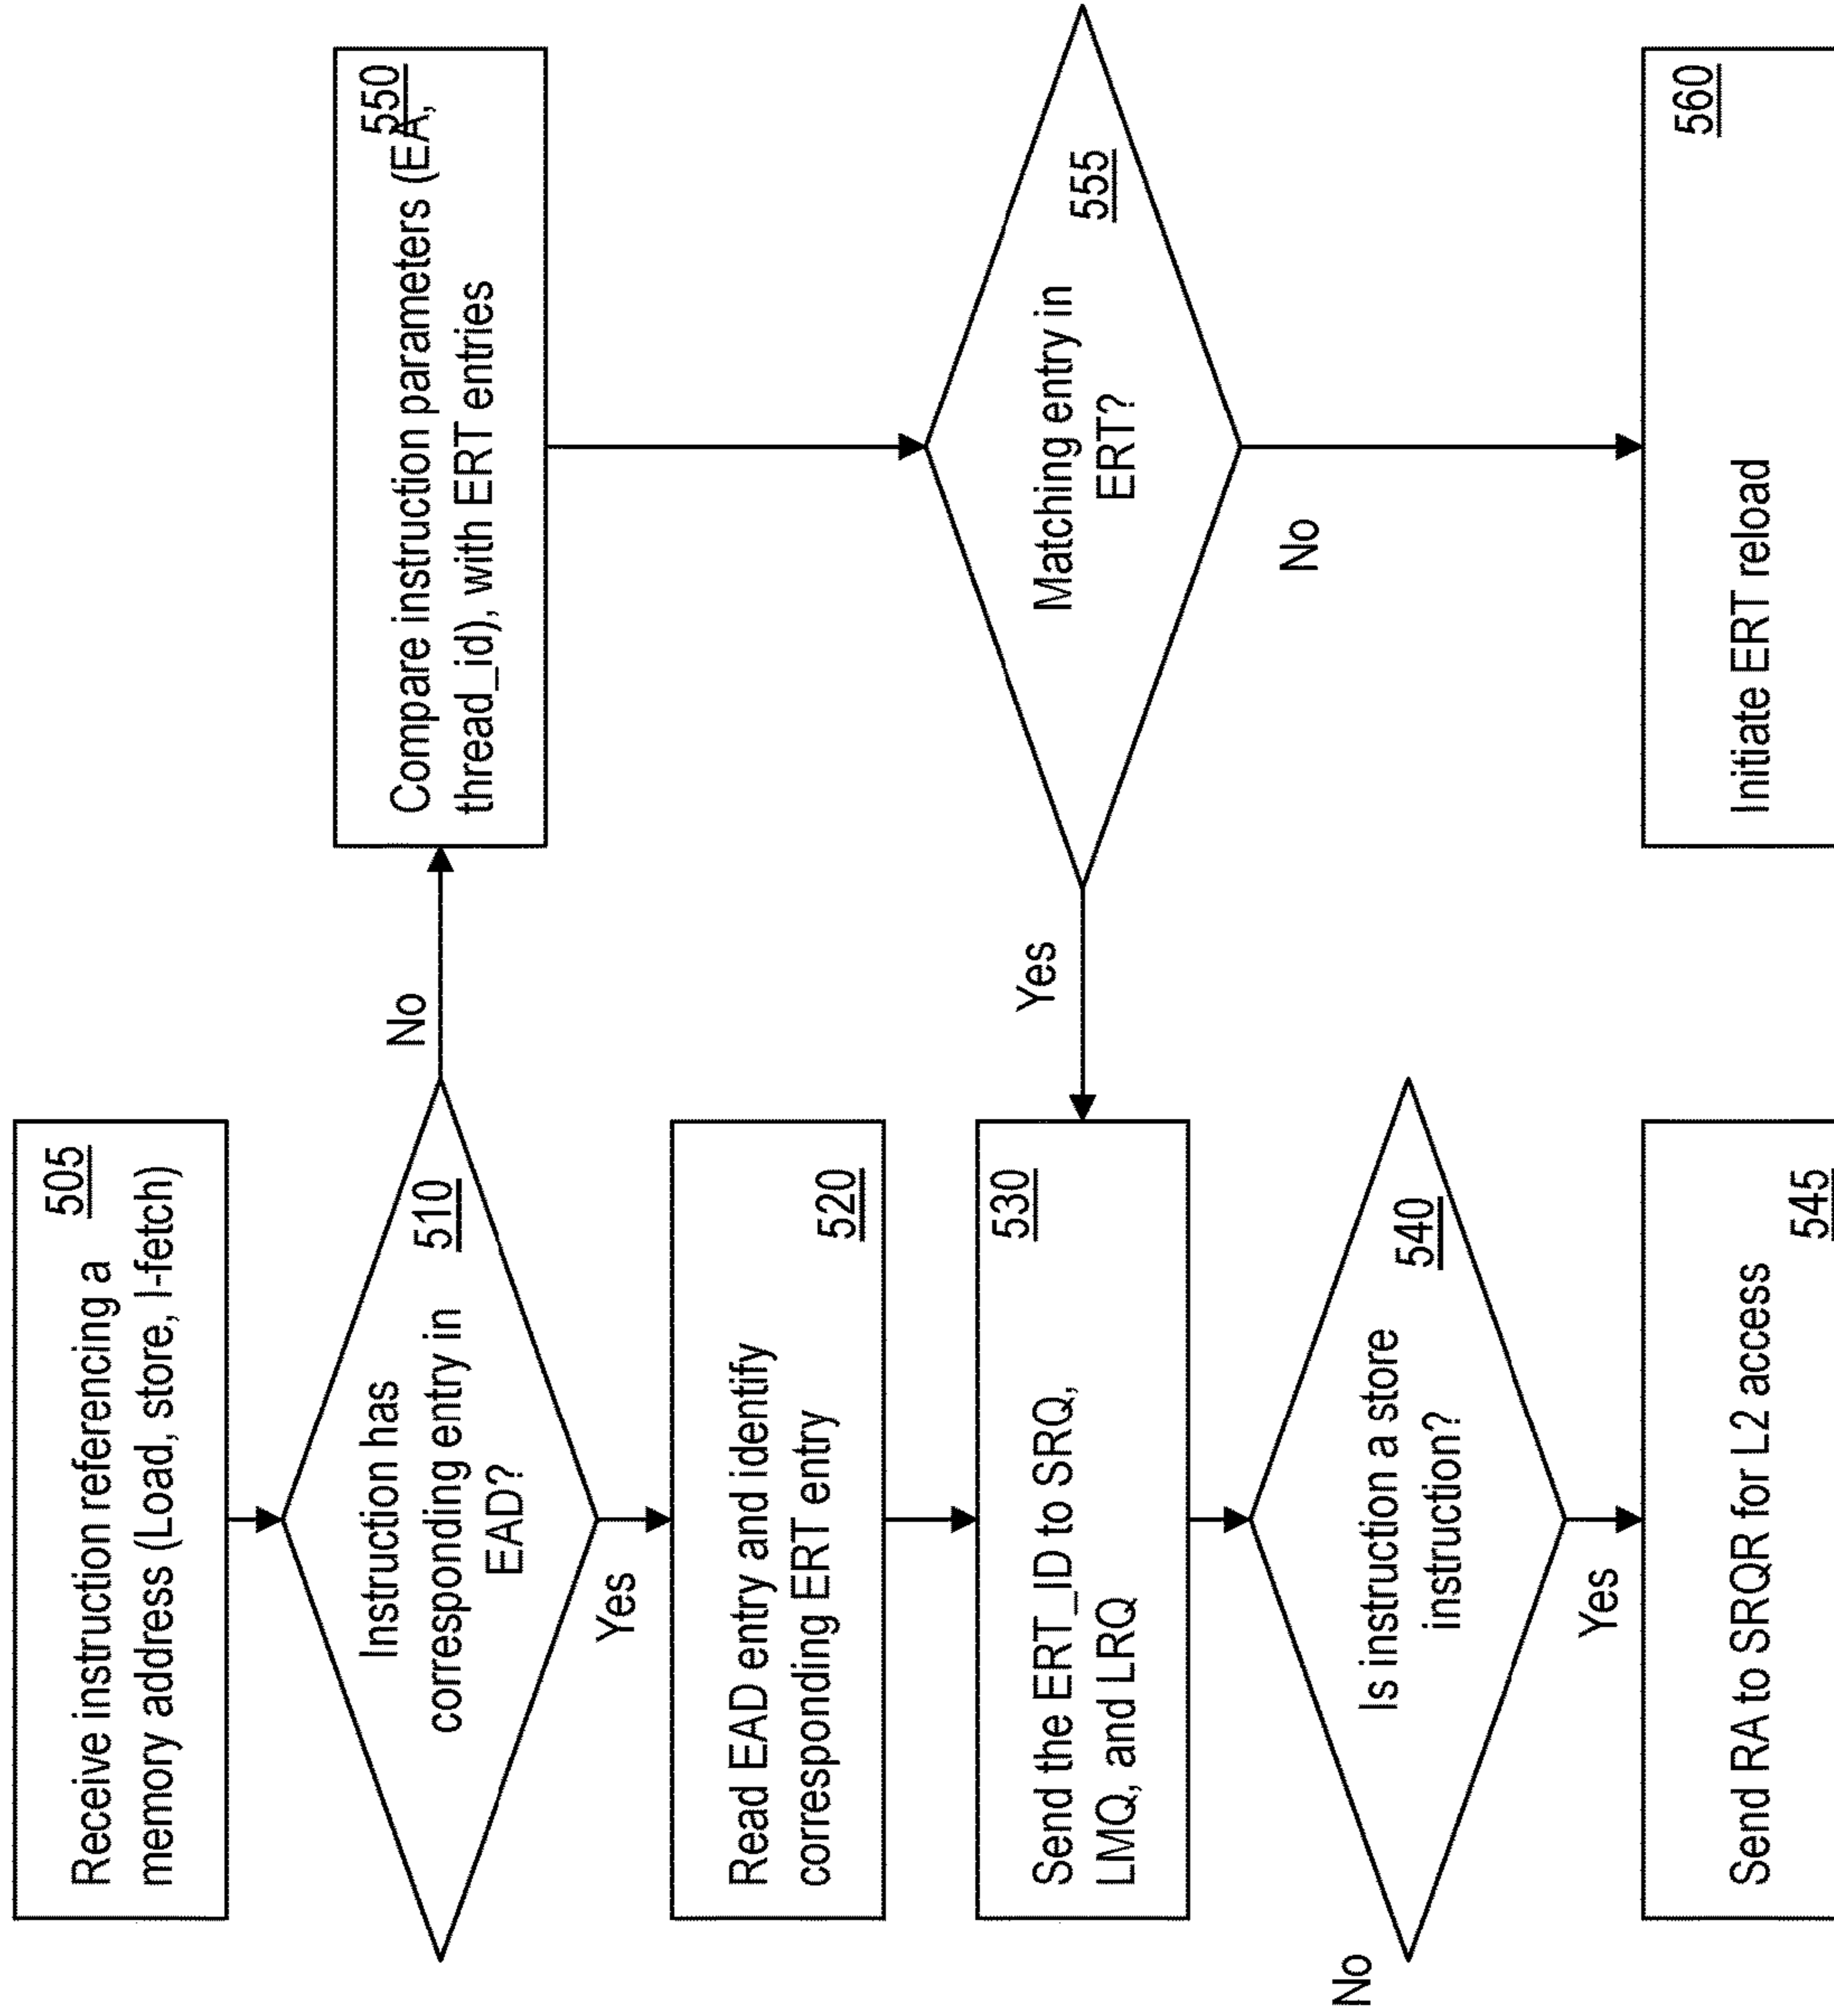 505
Receive instruction referencing a
memory address (Load, store, I-fetch)
510
Instruction has
corresponding entry in
EAD?
No
Yes
520
Read EAD entry and identify
corresponding ERT entry
530
Send the ERT_ID to SRQ,
LMQ, and LRQ
540
Is instruction a store
instruction?
No
Yes
545
Send RA to SRQR for L2 access
550
Compare instruction parameters (EA,
thread_id), with ERT entries
555
Matching entry in
ERT?
Yes
No
560
Initiate ERT reload